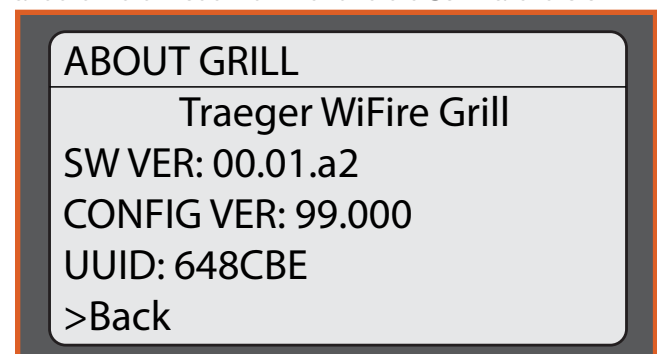 ABOUT GRILL
Traeger WiFire Grill
SW VER: 00.01.a2
CONFIG VER: 99.000
UUID: 648CBE
>Back